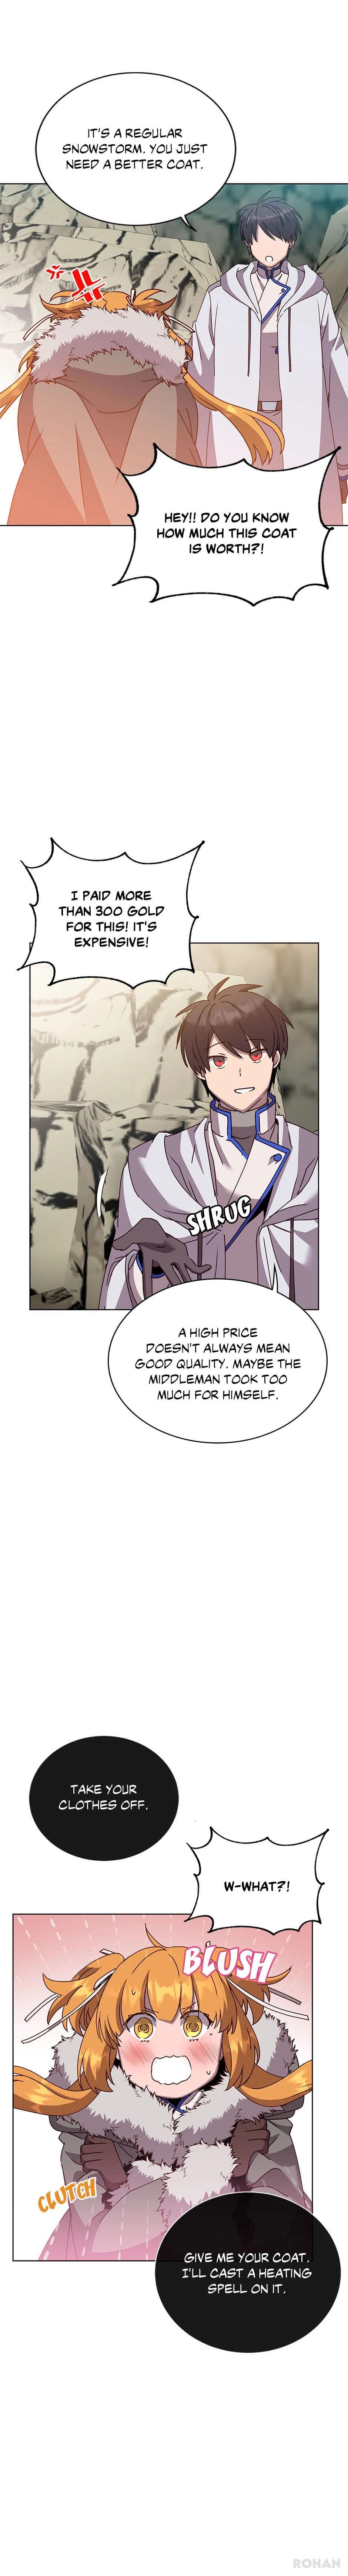 IT'S A REGULAR
SNOWSTORM. YOU JUST
NEED A BETTER COAT.
HEY!! DO YOU KNOW
HOW MUCH THIS COAT
IS WORTH?!
I PAID MORE
THAN 300 GOLD
FOR THIS! IT'S
EXPENSIVE!
SHRUG
A HIGH PRICE
DOESN'T ALWAYS MEAN
GOOD QUALITY. MAYBE THE
MIDDLEMAN TOOK TOO
MUCH FOR HIMSELF.
TAKE YOUR
CLOTHES OFF.
W-WHAT?!
BLUSH
CLUTCH
GIVE ME YOUR COAT.
I'LL CAST A HEATING
SPELL ON IT.
ROHAN